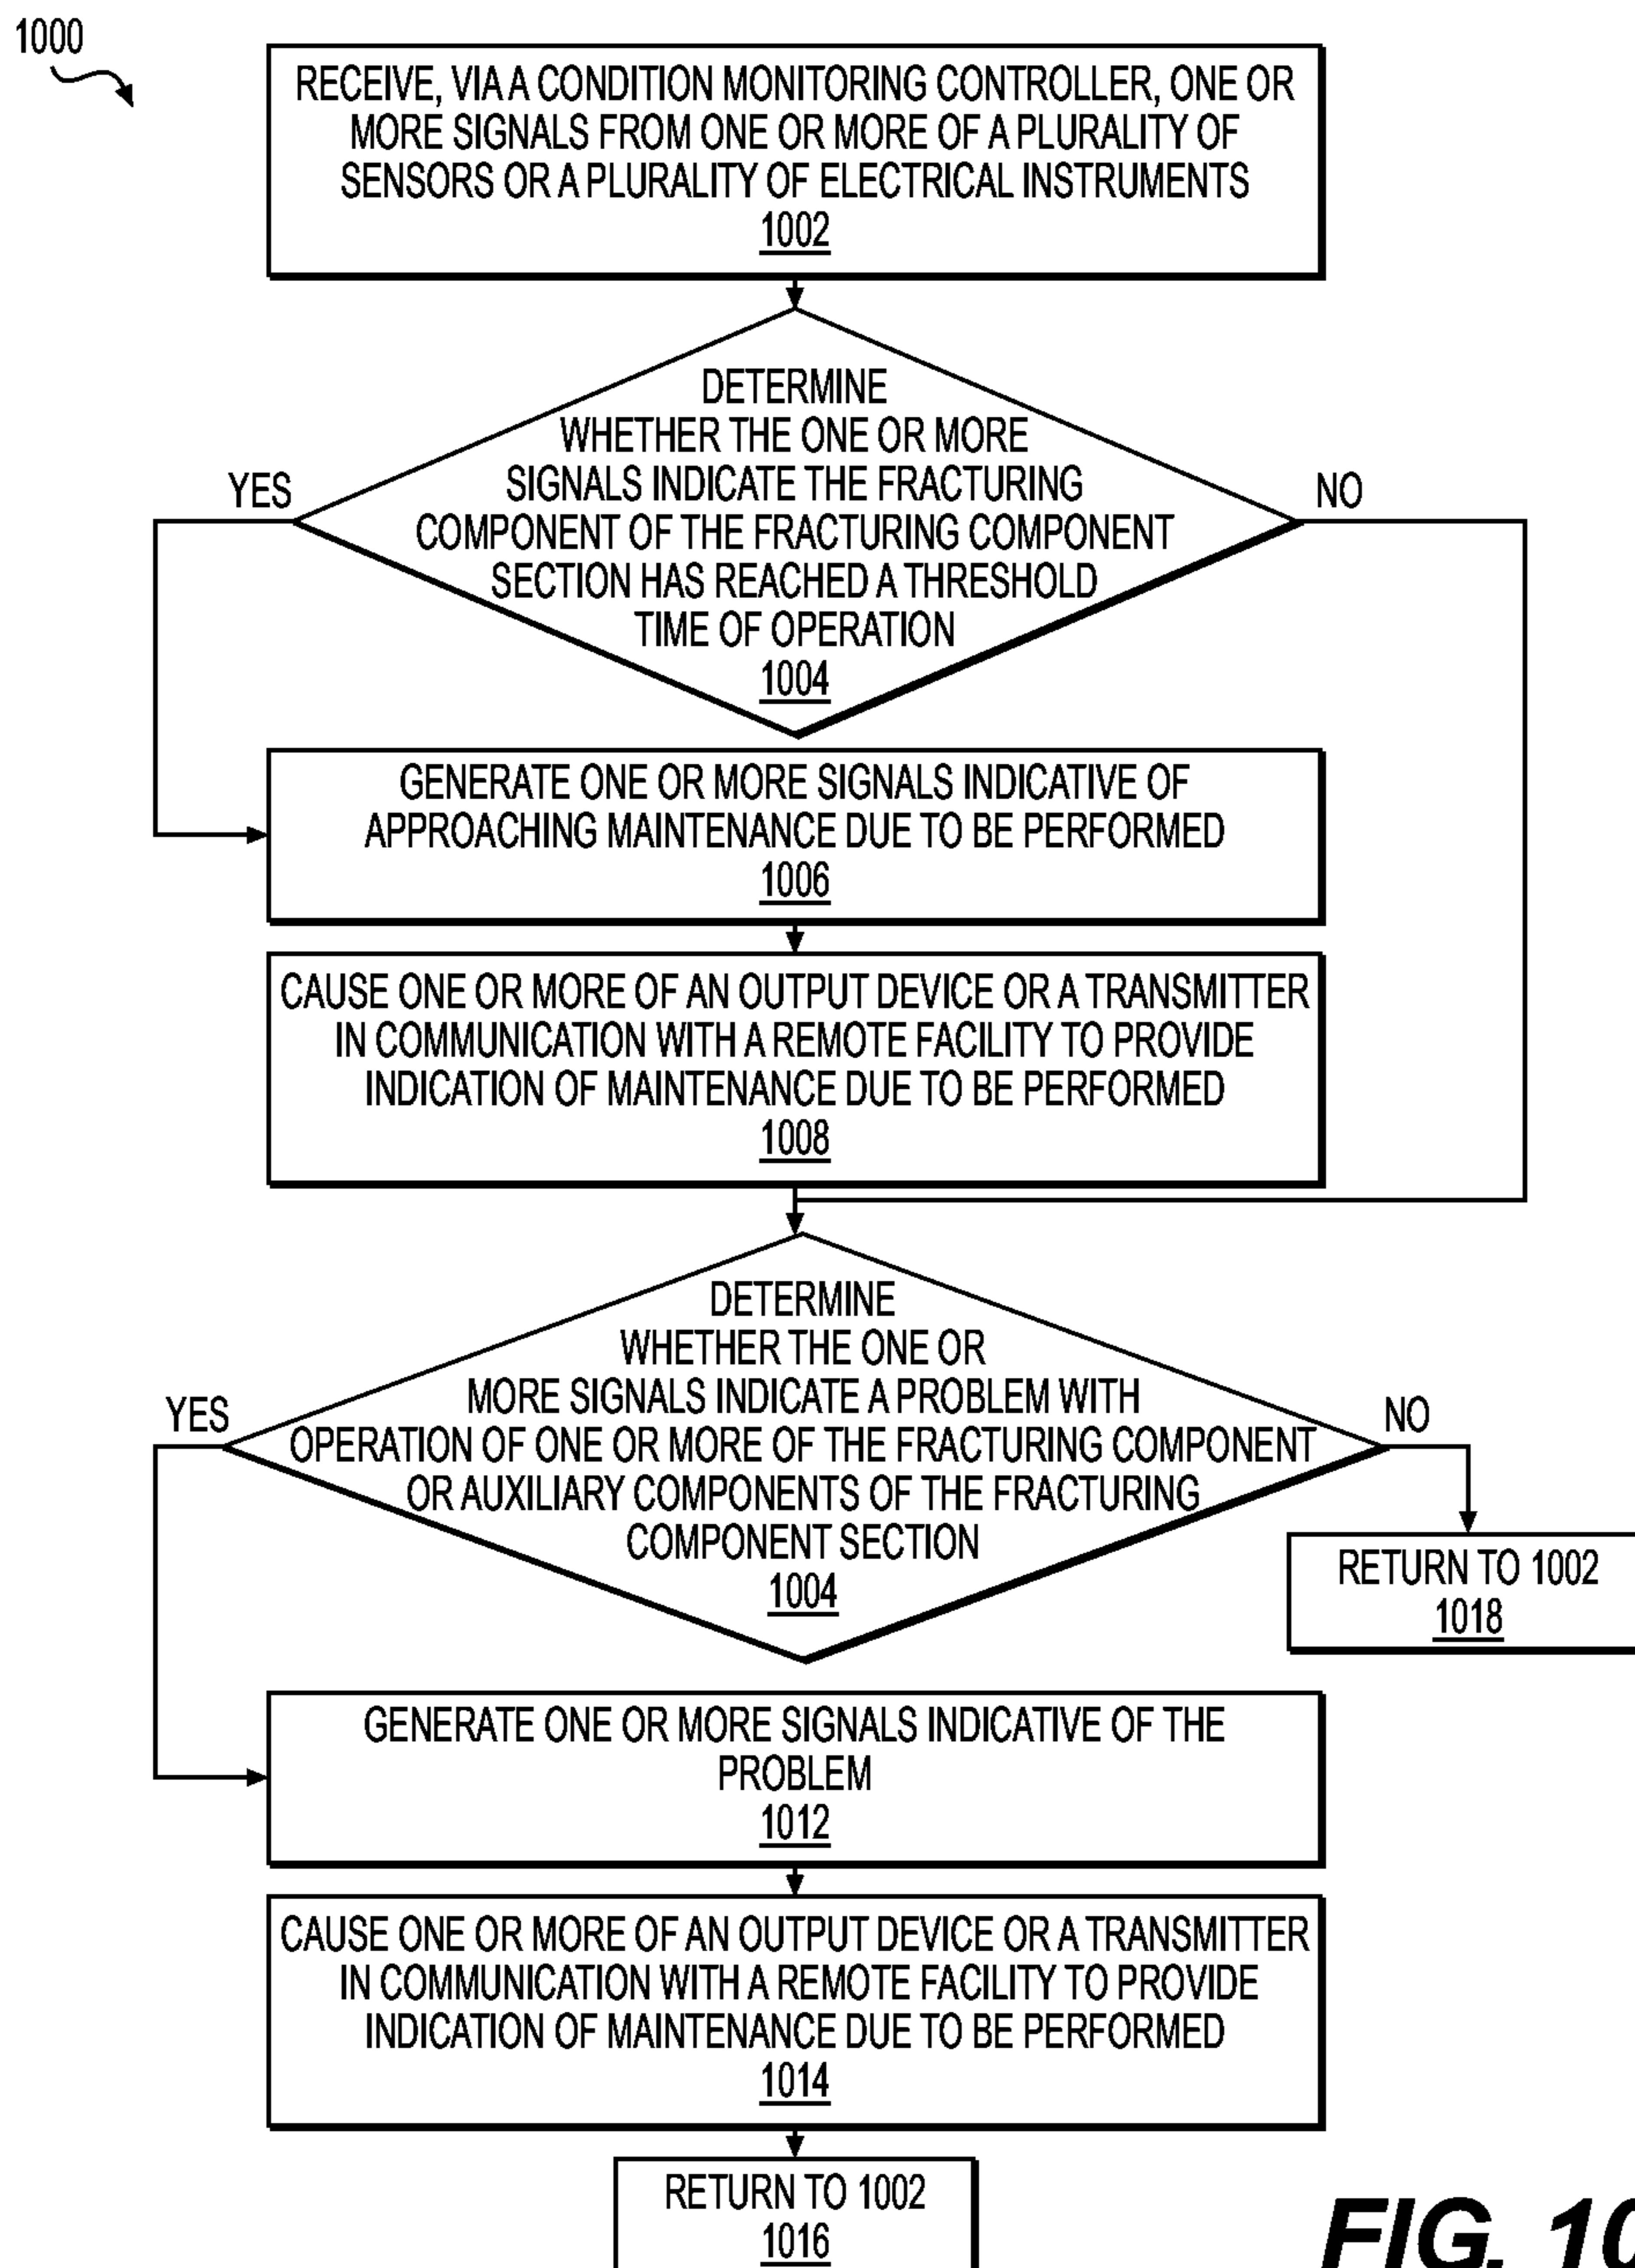 1000
RECEIVE, VIA A CONDITION MONITORING CONTROLLER, ONE OR
MORE SIGNALS FROM ONE OR MORE OF A PLURALITY OF
SENSORS OR A PLURALITY OF ELECTRICAL INSTRUMENTS
1002
DETERMINE
WHETHER THE ONE OR MORE
SIGNALS INDICATE THE FRACTURING
COMPONENT OF THE FRACTURING COMPONENT
SECTION HAS REACHED A THRESHOLD
TIME OF OPERATION
1004
YES
NO
GENERATE ONE OR MORE SIGNALS INDICATIVE OF
APPROACHING MAINTENANCE DUE TO BE PERFORMED
1006
CAUSE ONE OR MORE OF AN OUTPUT DEVICE OR A TRANSMITTER
IN COMMUNICATION WITH A REMOTE FACILITY TO PROVIDE
INDICATION OF MAINTENANCE DUE TO BE PERFORMED
1008
DETERMINE
WHETHER THE ONE OR
MORE SIGNALS INDICATE A PROBLEM WITH
OPERATION OF ONE OR MORE OF THE FRACTURING COMPONENT
OR AUXILIARY COMPONENTS OF THE FRACTURING
COMPONENT SECTION
1004
YES
NO
RETURN TO 1002
1018
GENERATE ONE OR MORE SIGNALS INDICATIVE OF THE
PROBLEM
1012
CAUSE ONE OR MORE OF AN OUTPUT DEVICE OR A TRANSMITTER
IN COMMUNICATION WITH A REMOTE FACILITY TO PROVIDE
INDICATION OF MAINTENANCE DUE TO BE PERFORMED
1014
RETURN TO 1002
1016
FIG. 10